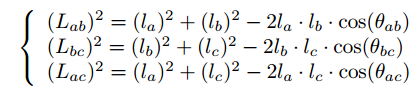 (L_{ab})^2 = (l_a)^2 + (l_b)^2 − 2l_a · l_b · cos(θ_{ab})
(L_{bc})^2 = (l_b)^2 + (l_c)^2 − 2l_b · l_c · cos(θ_{bc})
(L_{ac})^2 = (l_a)^2 + (l_c)^2 − 2l_a · l_c · cos(θ_{ac})